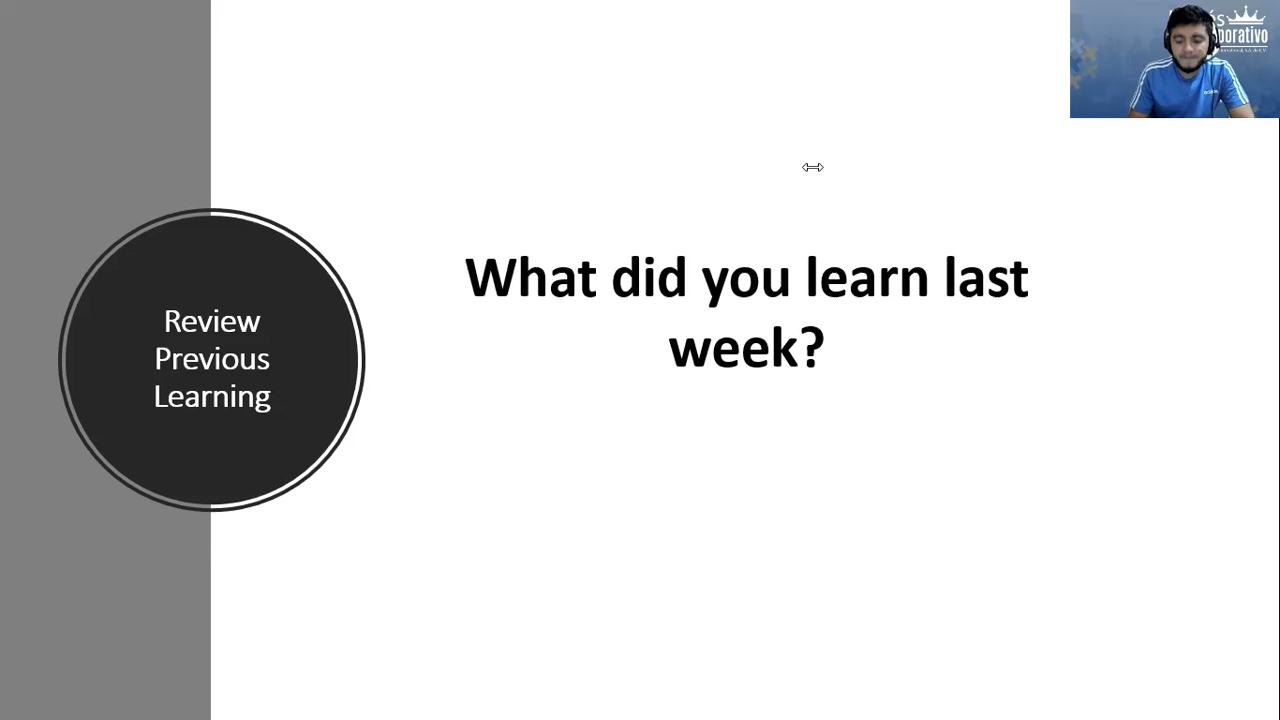 What did you learn last
week?
Review
Previous
Learning